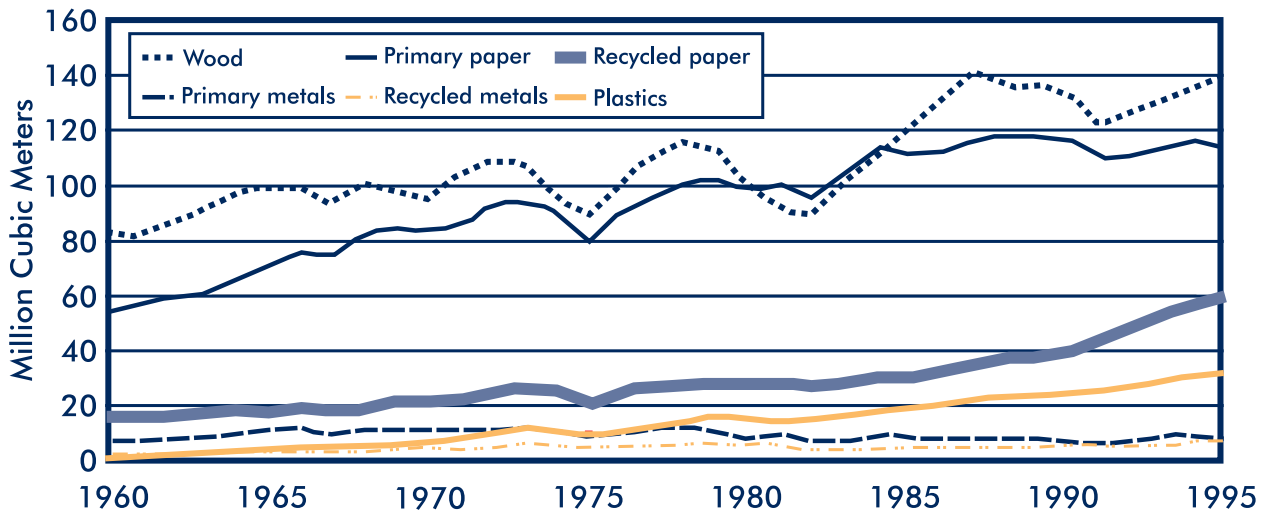 160
140
120
100
80
60
40
20
0
Million Cubic Meters
Wood Primary paper Recycled paper
Primary metals Recycled metals Plastics
1960 1965 1970 1975 1980 1985 1990 1995